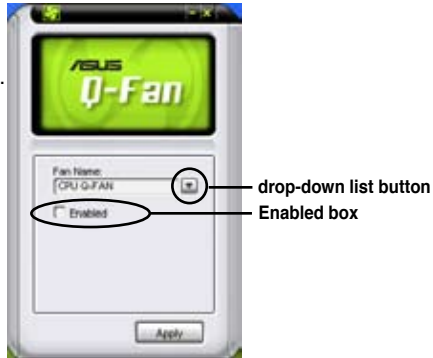 ASUS
Q-Fan
Fan Name:
CPU Q-FAN
drop-down list button
Enabled
Enabled box
Apply